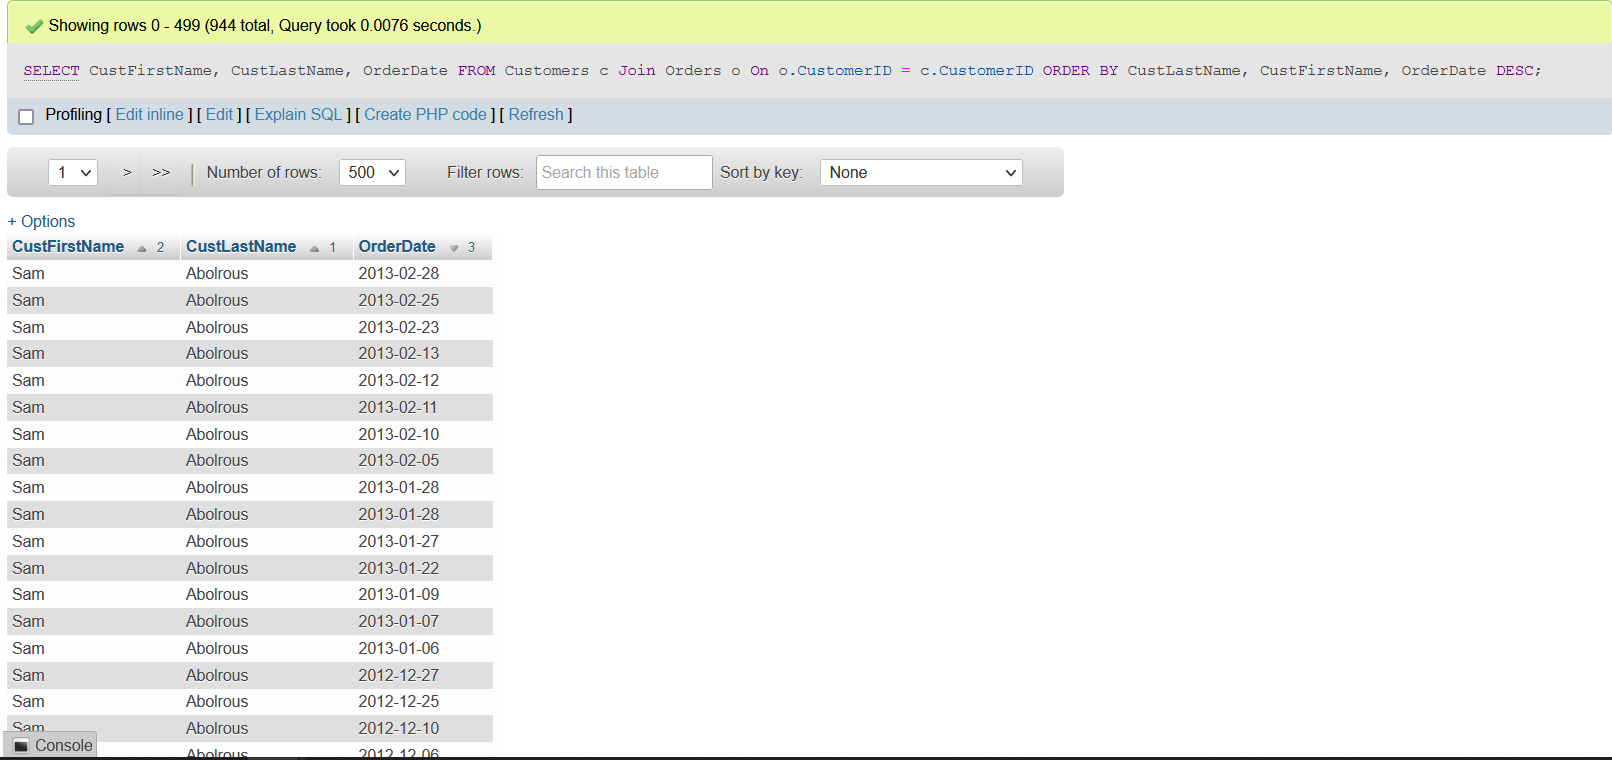 Showing rows 0 - 499 (944 total, Query took 0.0076 seconds.)
SELECT CustFirstName, CustLastName, OrderDate FROM Customers c Join Orders o On o.CustomerID = c.CustomerID ORDER BY CustLastName, CustFirstName, OrderDate DESC;
Profiling [ Edit inline ] [ Edit ] [ Explain SQL ] [ Create PHP code ] [ Refresh ]
1 > >> | Number of rows: 500 Filter rows: Search this table Sort by key: None
+ Options
CustFirstName 2 CustLastName 1 OrderDate 3
Sam Abolrous 2013-02-28
Sam Abolrous 2013-02-25
Sam Abolrous 2013-02-23
Sam Abolrous 2013-02-13
Sam Abolrous 2013-02-12
Sam Abolrous 2013-02-11
Sam Abolrous 2013-02-10
Sam Abolrous 2013-02-05
Sam Abolrous 2013-01-28
Sam Abolrous 2013-01-28
Sam Abolrous 2013-01-27
Sam Abolrous 2013-01-22
Sam Abolrous 2013-01-09
Sam Abolrous 2013-01-07
Sam Abolrous 2013-01-06
Sam Abolrous 2012-12-27
Sam Abolrous 2012-12-25
Sam Abolrous 2012-12-10
Console Abolrous 2012-12-06